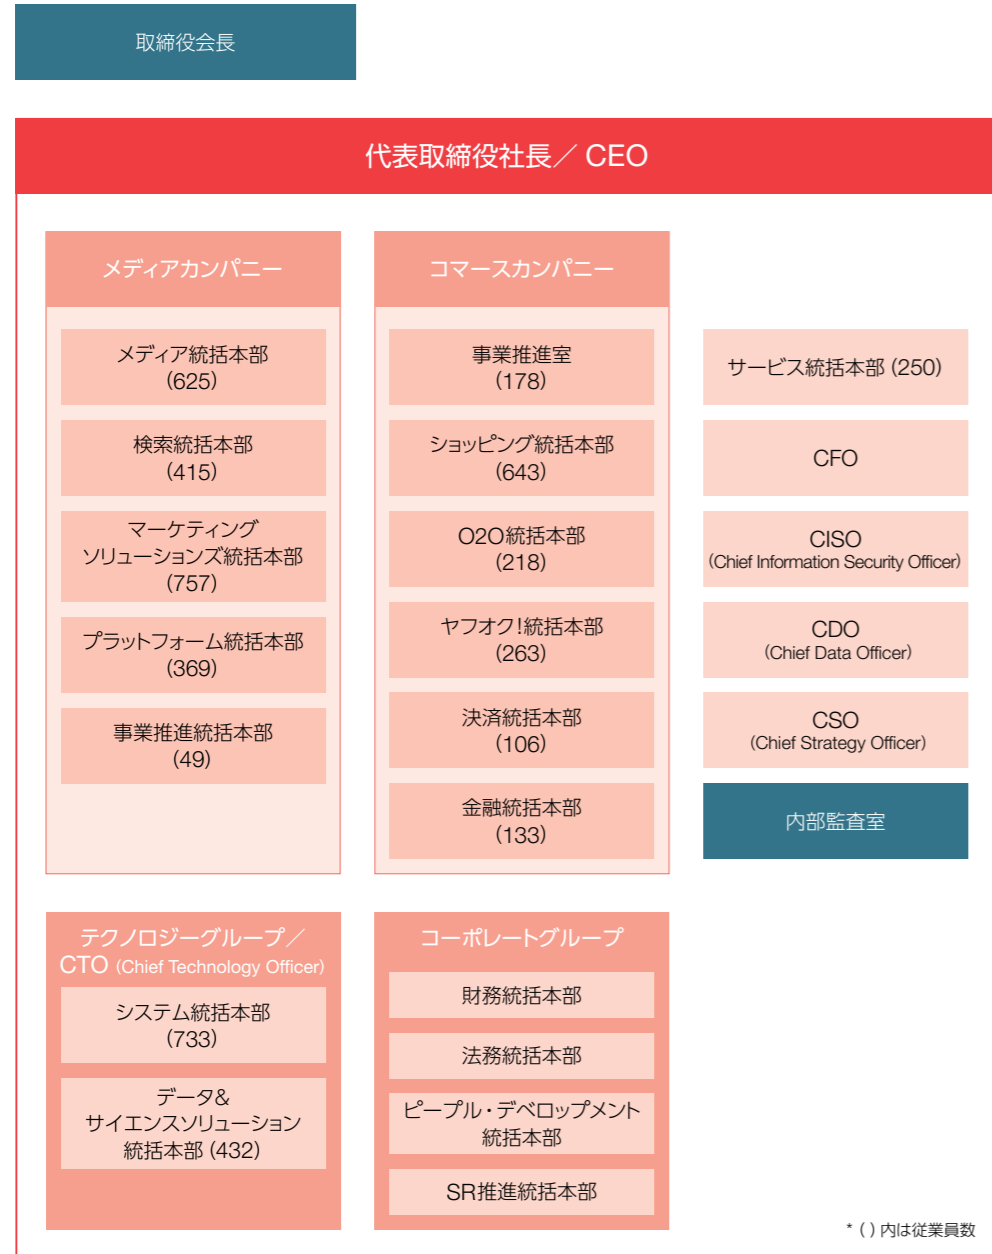 取締役会長
代表取締役社長／ CEO
メディアカンパニー
メディア統括本部
（625）
検索統括本部
（415）
マーケティング
ソリューションズ統括本部
（757）
プラットフォーム統括本部
（369）
事業推進統括本部
（49）
コマースカンパニー
事業推進室
（178）
ショッピング統括本部
（643）
O2O統括本部
（218）
ヤフオク！統括本部
（263）
決済統括本部
（106）
金融統括本部
（133）
サービス統括本部（250）
CFO
CISO
（Chief Information Security Officer）
CDO
（Chief Data Officer）
CSO
（Chief Strategy Officer）
内部監査室
テクノロジーグループ／
CTO（Chief Technology Officer）
システム統括本部
（733）
データ&
サイエンスソリューション
統括本部（432）
コーポレートグループ
財務統括本部
法務統括本部
ピープル・デベロップメント
統括本部
SR推進統括本部
*（ ）内は従業員数